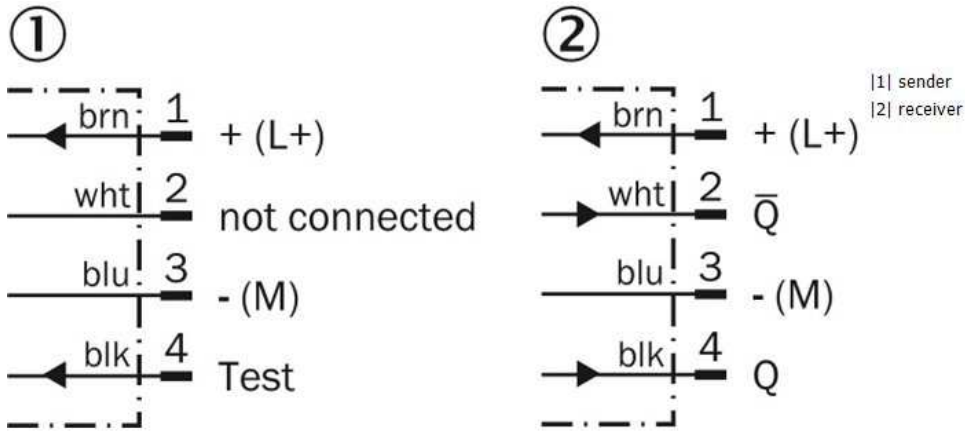 ① ②
|1| sender
|2| receiver
brn 1 + (L+)
wht 2 not connected
blu 3 - (M)
blk 4 Test
brn 1 + (L+)
wht 2 Q̅
blu 3 - (M)
blk 4 Q